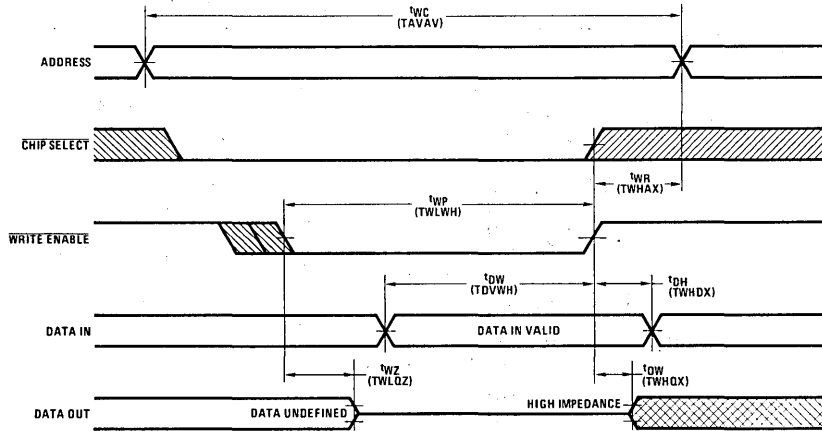 tWC
(TAVAV)
ADDRESS
CHIP SELECT
tWR
(TWHAX)
tWP
(TWLWH)
WRITE ENABLE
tDW
(TDVWH)
tDH
(TWHDX)
DATA IN
DATA IN VALID
tWZ
(TWLQZ)
tOW
(TWHQX)
DATA OUT
DATA UNDEFINED
HIGH IMPEDANCE